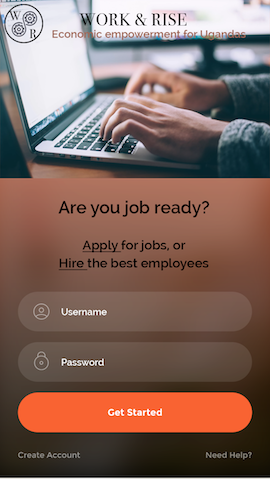 W
R
WORK & RISE
Economic empowerment for Ugandas
Are you job ready?
Apply for jobs, or
Hire the best employees
Username
Password
Get Started
Create Account
Need Help?